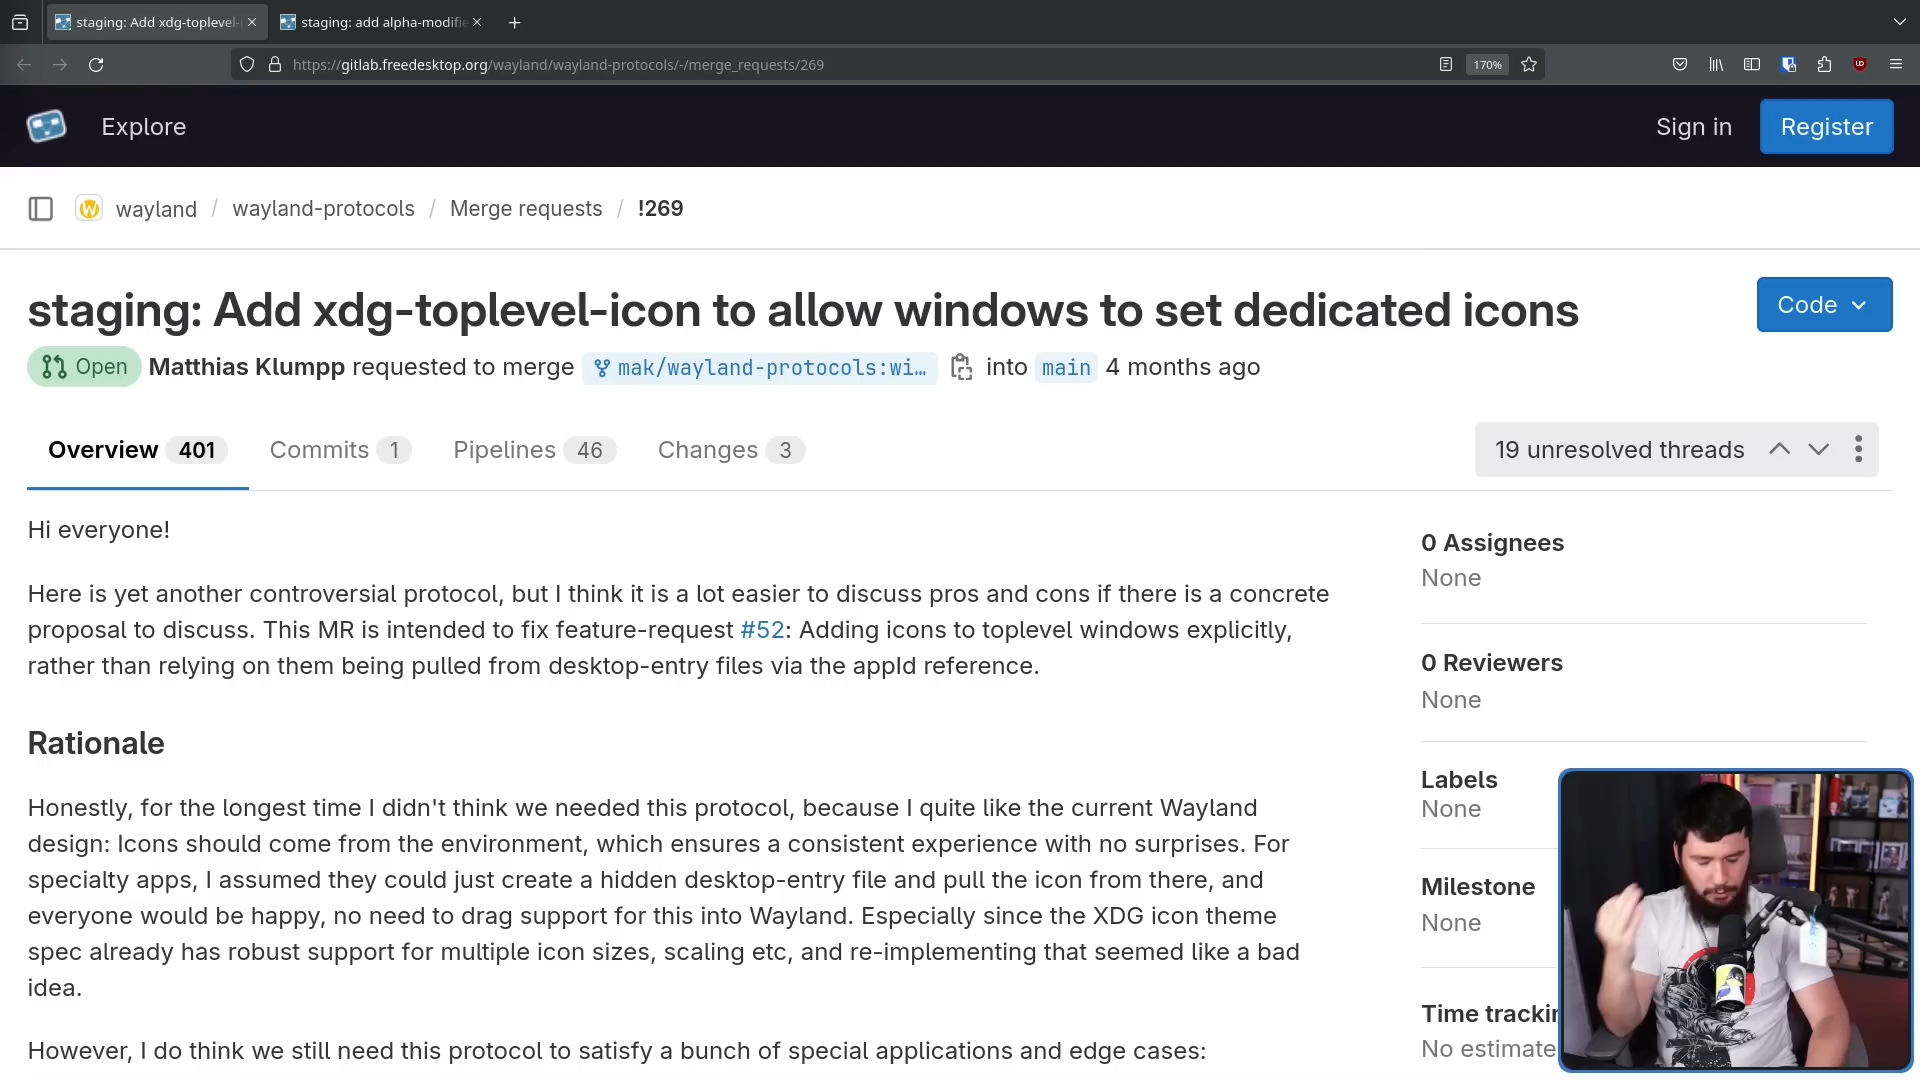 staging: Add xdg-toplevel-
staging: add alpha-modifie
https://gitlab.freedesktop.org/wayland/wayland-protocols/-/merge_requests/269
170%
Explore
Sign in
Register
wayland / wayland-protocols / Merge requests / !269
staging: Add xdg-toplevel-icon to allow windows to set dedicated icons
Code
Open Matthias Klumpp requested to merge mak/wayland-protocols:wi… into main 4 months ago
Overview 401 Commits 1 Pipelines 46 Changes 3
19 unresolved threads
Hi everyone!
Here is yet another controversial protocol, but I think it is a lot easier to discuss pros and cons if there is a concrete
proposal to discuss. This MR is intended to fix feature-request #52: Adding icons to toplevel windows explicitly,
rather than relying on them being pulled from desktop-entry files via the appId reference.
Rationale
Honestly, for the longest time I didn't think we needed this protocol, because I quite like the current Wayland
design: Icons should come from the environment, which ensures a consistent experience with no surprises. For
specialty apps, I assumed they could just create a hidden desktop-entry file and pull the icon from there, and
everyone would be happy, no need to drag support for this into Wayland. Especially since the XDG icon theme
spec already has robust support for multiple icon sizes, scaling etc, and re-implementing that seemed like a bad
idea.
However, I do think we still need this protocol to satisfy a bunch of special applications and edge cases:
0 Assignees
None
0 Reviewers
None
Labels
None
Milestone
None
Time trackin
No estimate